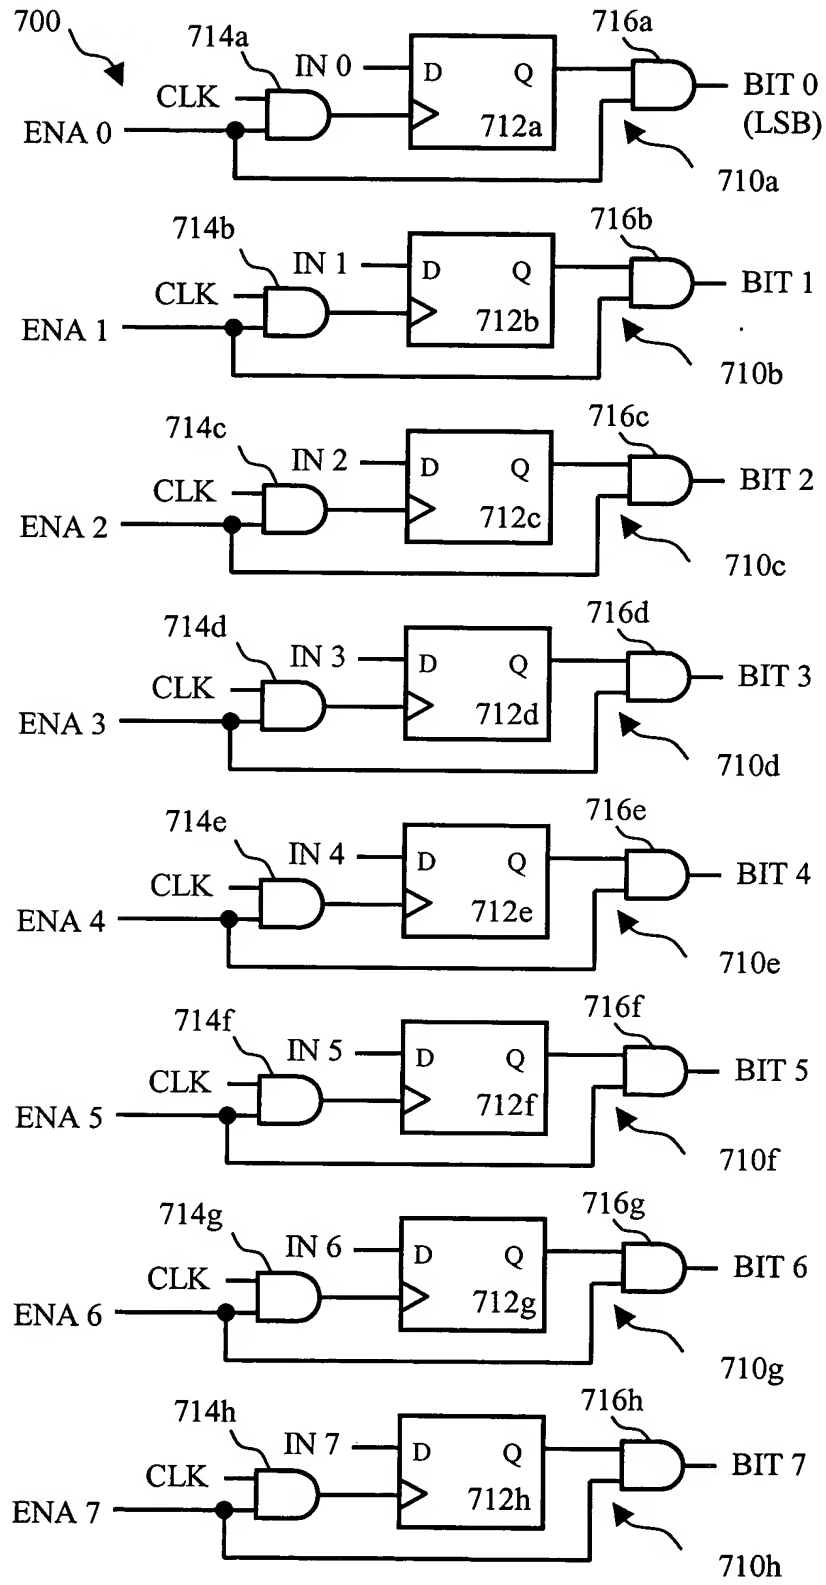 700
714a
716a
IN 0
D
Q
CLK
712a
BIT 0
(LSB)
ENA 0
710a
714b
716b
IN 1
D
Q
CLK
712b
BIT 1
ENA 1
710b
714c
716c
IN 2
D
Q
CLK
712c
BIT 2
ENA 2
710c
714d
716d
IN 3
D
Q
CLK
712d
BIT 3
ENA 3
710d
714e
716e
IN 4
D
Q
CLK
712e
BIT 4
ENA 4
710e
714f
716f
IN 5
D
Q
CLK
712f
BIT 5
ENA 5
710f
714g
716g
IN 6
D
Q
CLK
712g
BIT 6
ENA 6
710g
714h
716h
IN 7
D
Q
CLK
712h
BIT 7
ENA 7
710h